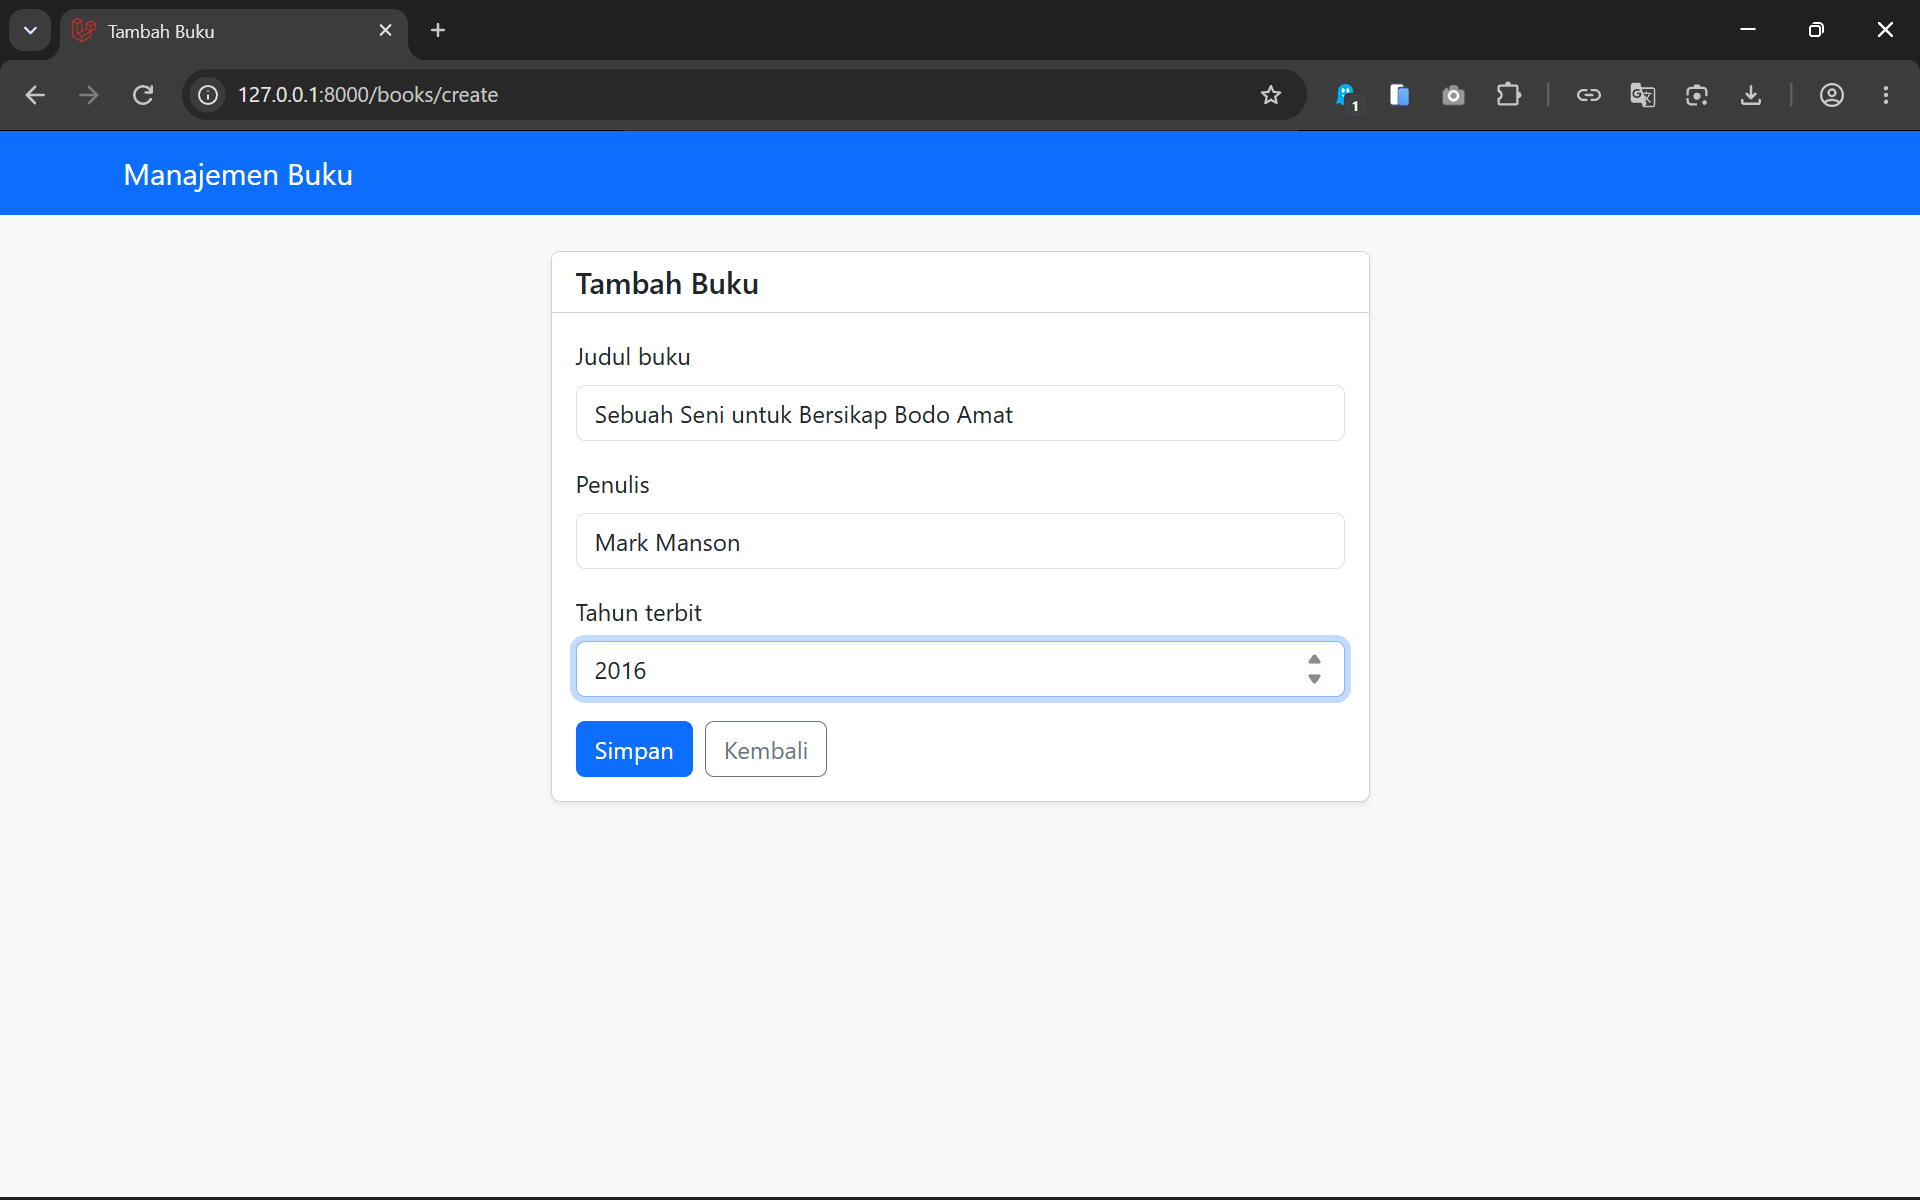 Tambah Buku
127.0.0.1:8000/books/create
1
Manajemen Buku
Tambah Buku
Judul buku
Sebuah Seni untuk Bersikap Bodo Amat
Penulis
Mark Manson
Tahun terbit
2016
Simpan
Kembali